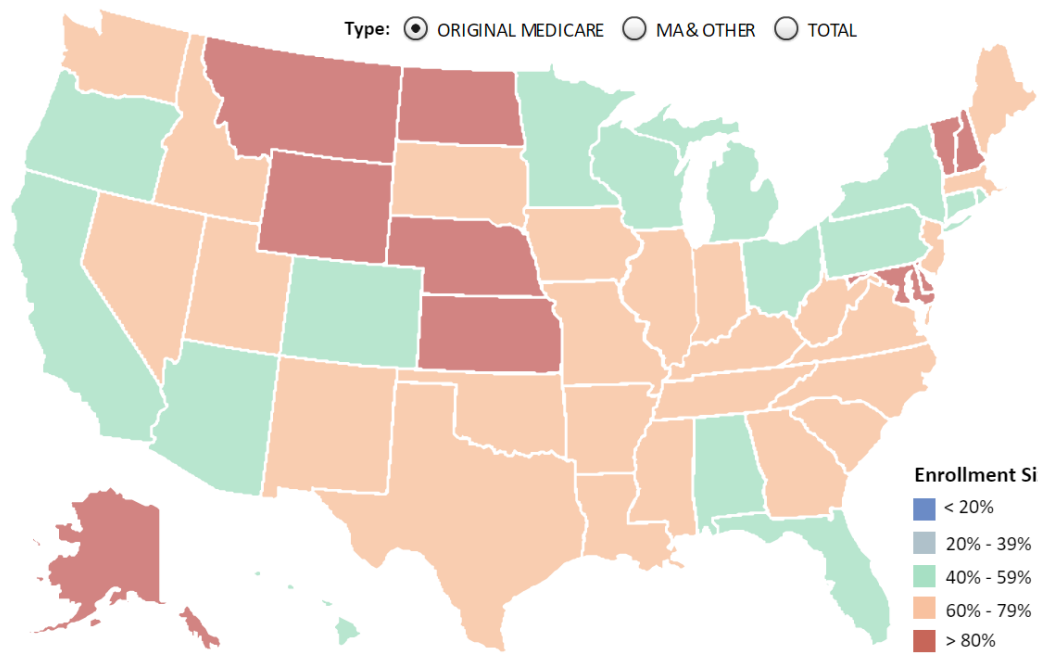 Type: ORIGINAL MEDICARE MA& OTHER TOTAL
Enrollment Si
< 20%
20% - 39%
40% - 59%
60% - 79%
> 80%